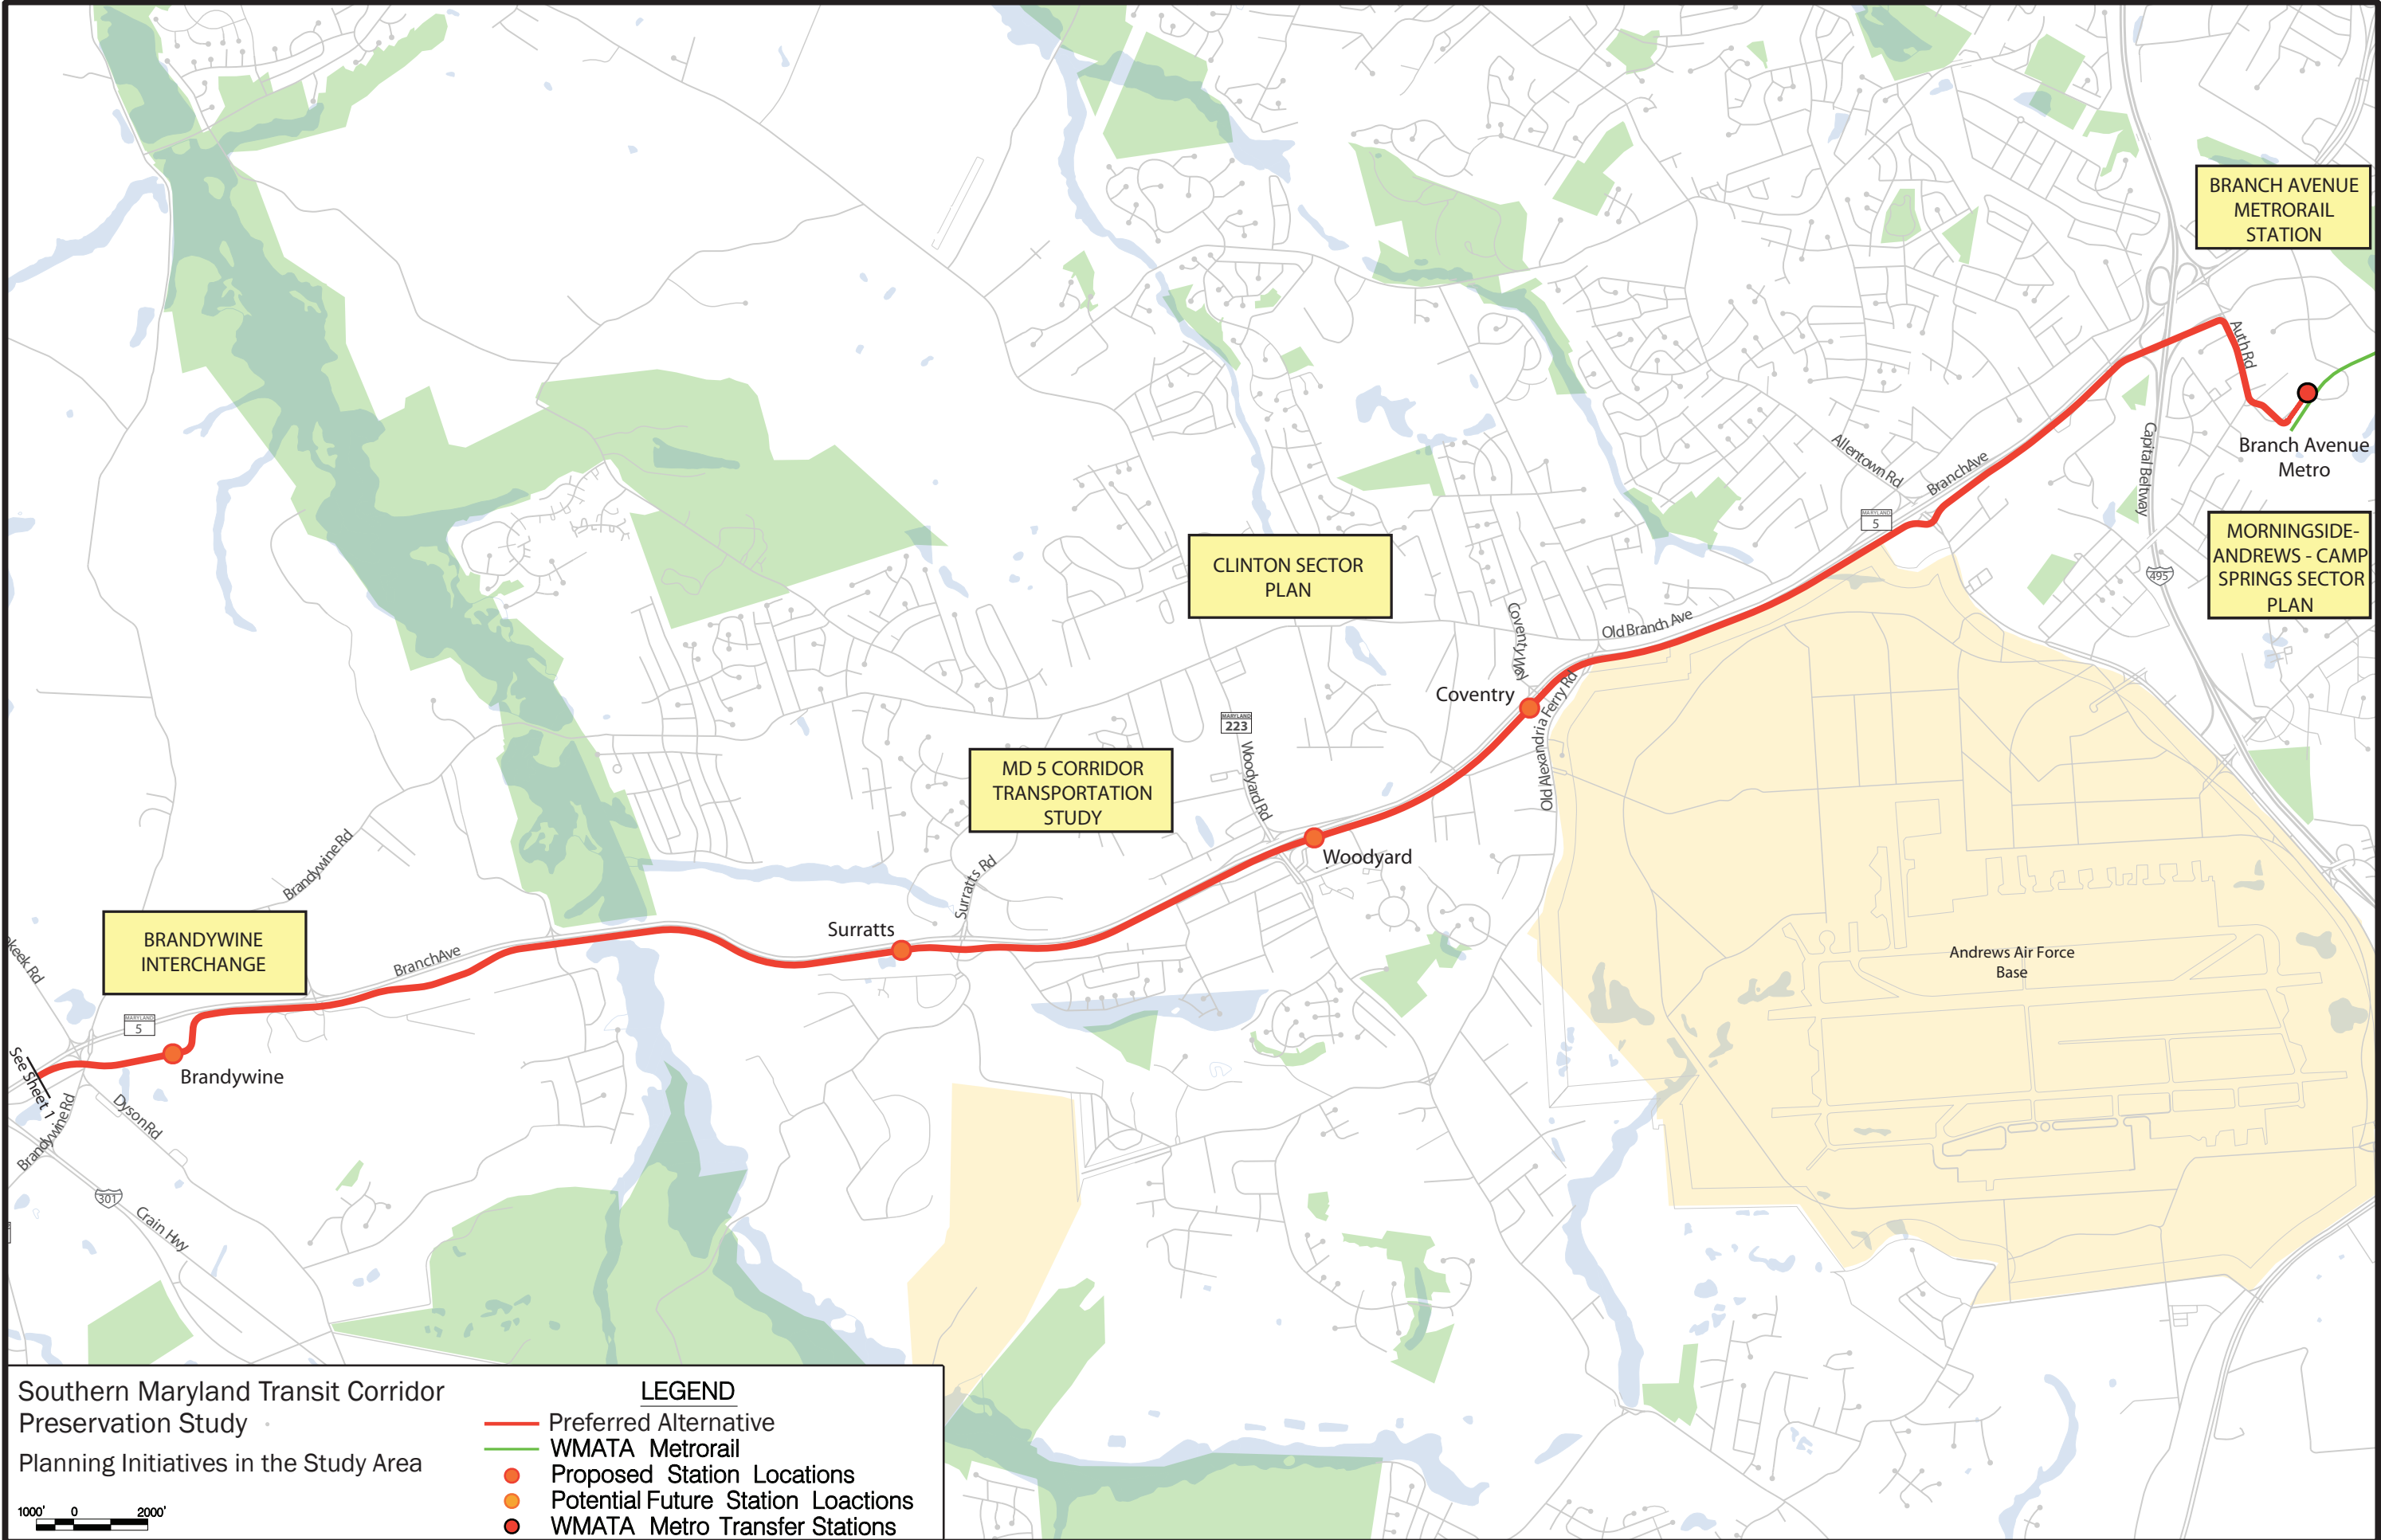 BRANCH AVENUE
METRORAIL
STATION
Auth Rd
Branch Avenue
Metro
Allentown Rd
Branch Ave
Capital Beltway
MARYLAND
5
MORNINGSIDE-
ANDREWS - CAMP
SPRINGS SECTOR
PLAN
495
CLINTON SECTOR
PLAN
Coventry Way
Old Branch Ave
Coventry
Old Alexandria Ferry Rd
MARYLAND
223
Woodyard Rd
MD 5 CORRIDOR
TRANSPORTATION
STUDY
Woodyard
Brandywine Rd
Surratts Rd
Surratts
BRANDYWINE
INTERCHANGE
Branch Ave
Andrews Air Force
Base
okeek Rd
MARYLAND
5
See Sheet 1
Brandywine
Brandywine Rd
Dyson Rd
301
Crain Hwy
Southern Maryland Transit Corridor
Preservation Study
Planning Initiatives in the Study Area
1000' 0 2000'
LEGEND
Preferred Alternative
WMATA Metrorail
Proposed Station Locations
Potential Future Station Loactions
WMATA Metro Transfer Stations